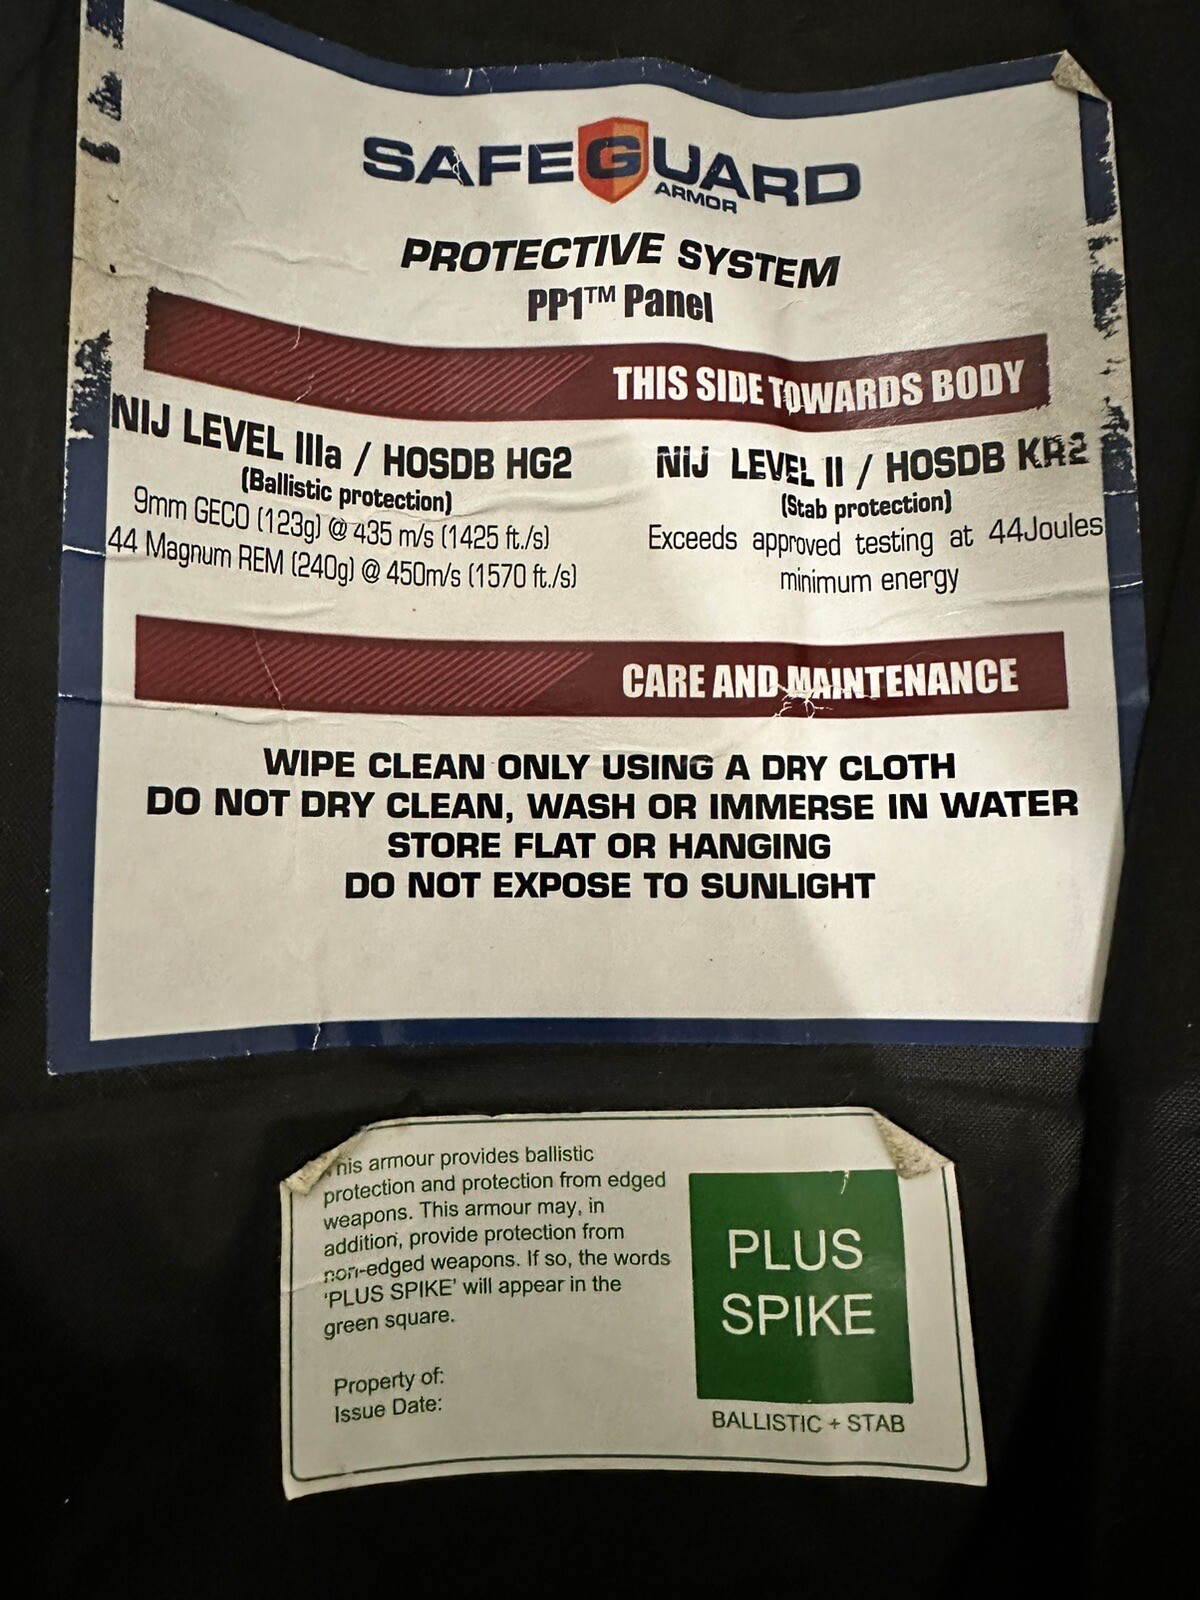 SAFEGUARD
ARMOR
PROTECTIVE SYSTEM
PP1™ Panel
THIS SIDE TOWARDS BODY
NIJ LEVEL IIIa / HOSDB HG2
(Ballistic protection)
9mm GECO (123g) @ 435 m/s (1425 ft./s)
44 Magnum REM (240g) @ 450m/s (1570 ft./s)
NIJ LEVEL II / HOSDB KR2
(Stab protection)
Exceeds approved testing at 44Joules
minimum energy
CARE AND MAINTENANCE
WIPE CLEAN ONLY USING A DRY CLOTH
DO NOT DRY CLEAN, WASH OR IMMERSE IN WATER
STORE FLAT OR HANGING
DO NOT EXPOSE TO SUNLIGHT
This armour provides ballistic
protection and protection from edged
weapons. This armour may, in
addition, provide protection from
non-edged weapons. If so, the words
'PLUS SPIKE' will appear in the
green square.
Property of:
Issue Date:
PLUS
SPIKE
BALLISTIC + STAB